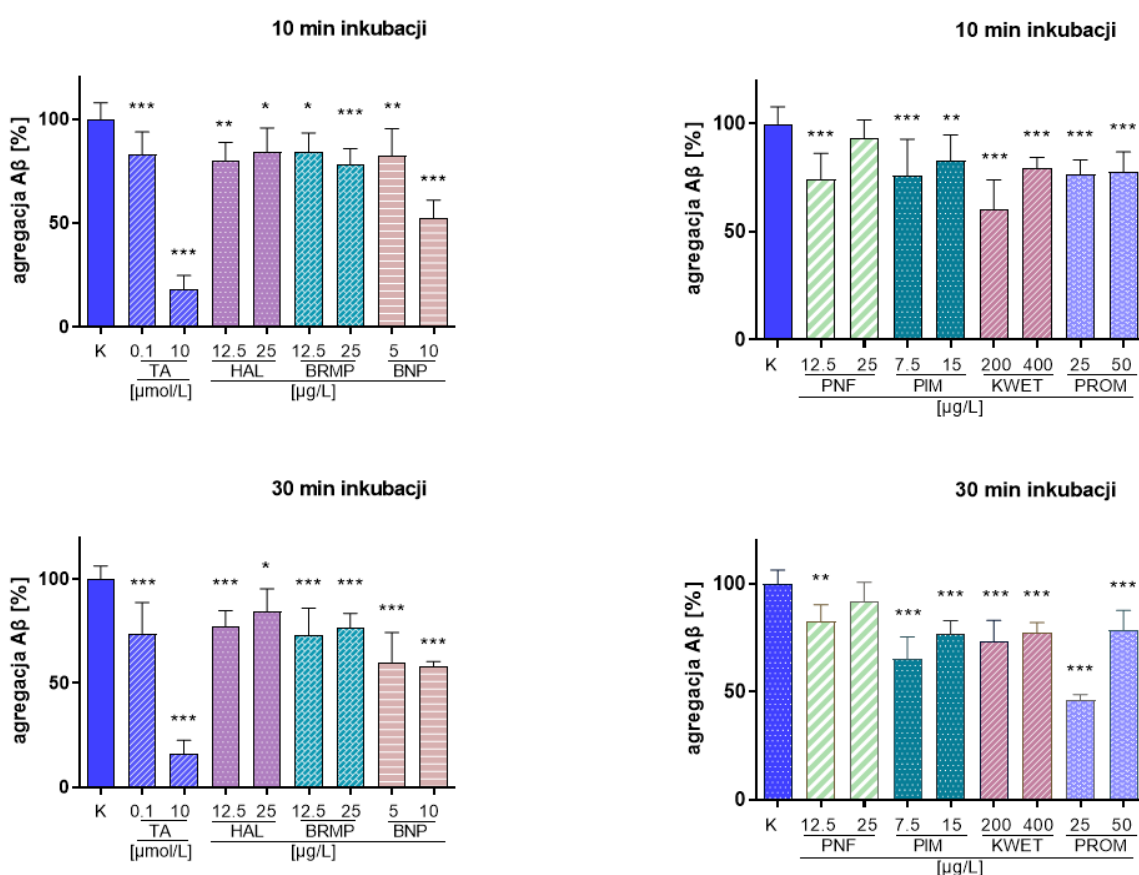 10 min inkubacji
agregacja Aβ [%]
100
50
0
*** *** ** * * *** ** ***
K 0.1 10 12.5 25 12.5 25 5 10
TA HAL BRMP BNP
[µmol/L] [µg/L]
10 min inkubacji
agregacja Aβ [%]
100
50
0
*** *** ** *** *** *** ***
K 12.5 25 7.5 15 200 400 25 50
PNF PIM KWET PROM
[µg/L]
30 min inkubacji
agregacja Aβ [%]
100
50
0
*** *** *** * *** *** *** ***
K 0.1 10 12.5 25 12.5 25 5 10
TA HAL BRMP BNP
[µmol/L] [µg/L]
30 min inkubacji
agregacja Aβ [%]
100
50
0
** *** *** *** *** *** ***
K 12.5 25 7.5 15 200 400 25 50
PNF PIM KWET PROM
[µg/L]